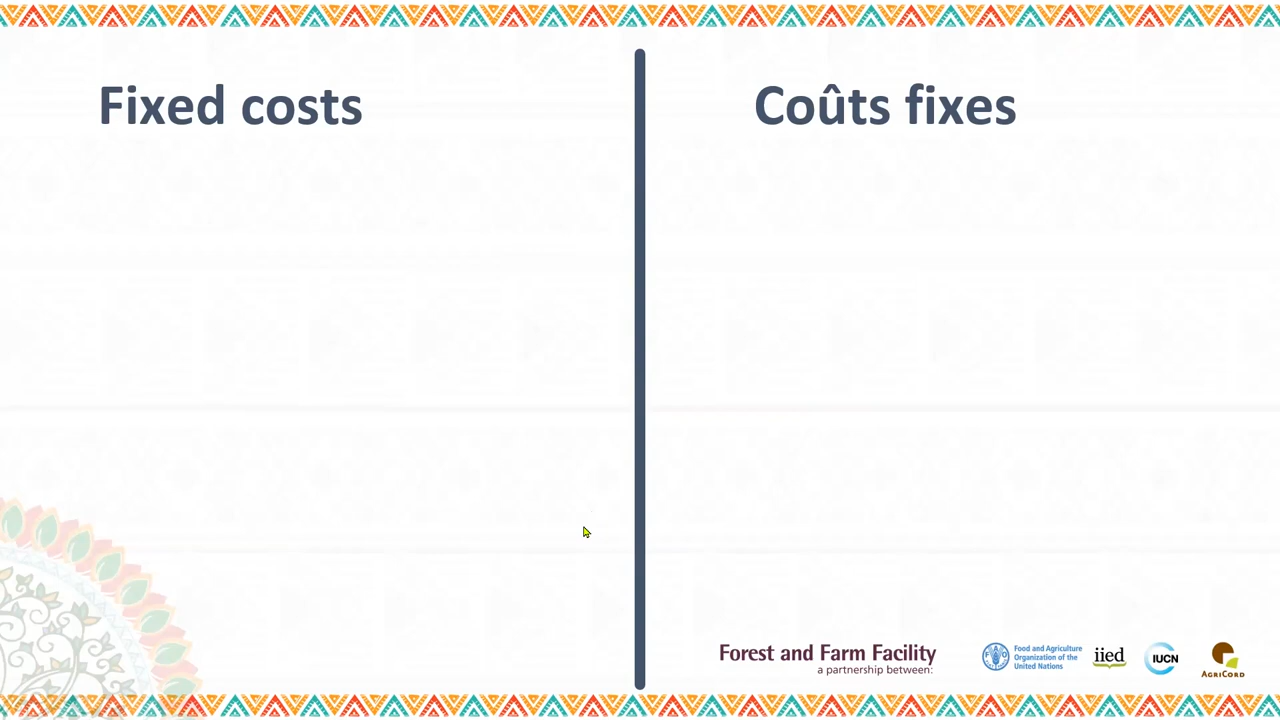 Fixed costs
Coûts fixes
Forest and Farm Facility
a partnership between:
FAO
Food and Agriculture
Organization of the
United Nations
iied
IUCN
AGRICORD